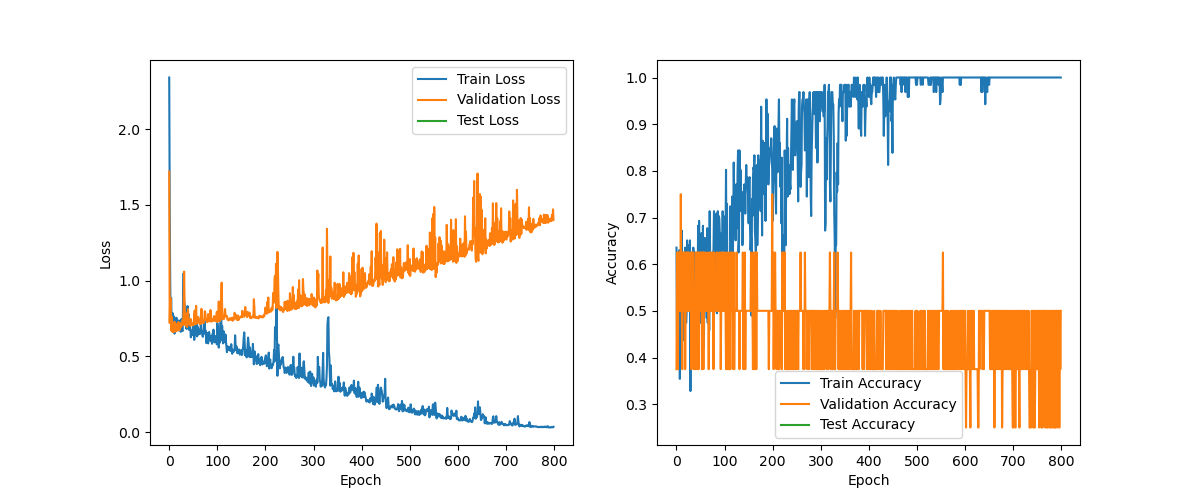 Train Loss
Validation Loss
Test Loss
2.0
1.5
1.0
0.5
0.0
Loss
0 100 200 300 400 500 600 700 800
Epoch
1.0
0.9
0.8
0.7
0.6
0.5
0.4
0.3
Accuracy
Train Accuracy
Validation Accuracy
Test Accuracy
0 100 200 300 400 500 600 700 800
Epoch